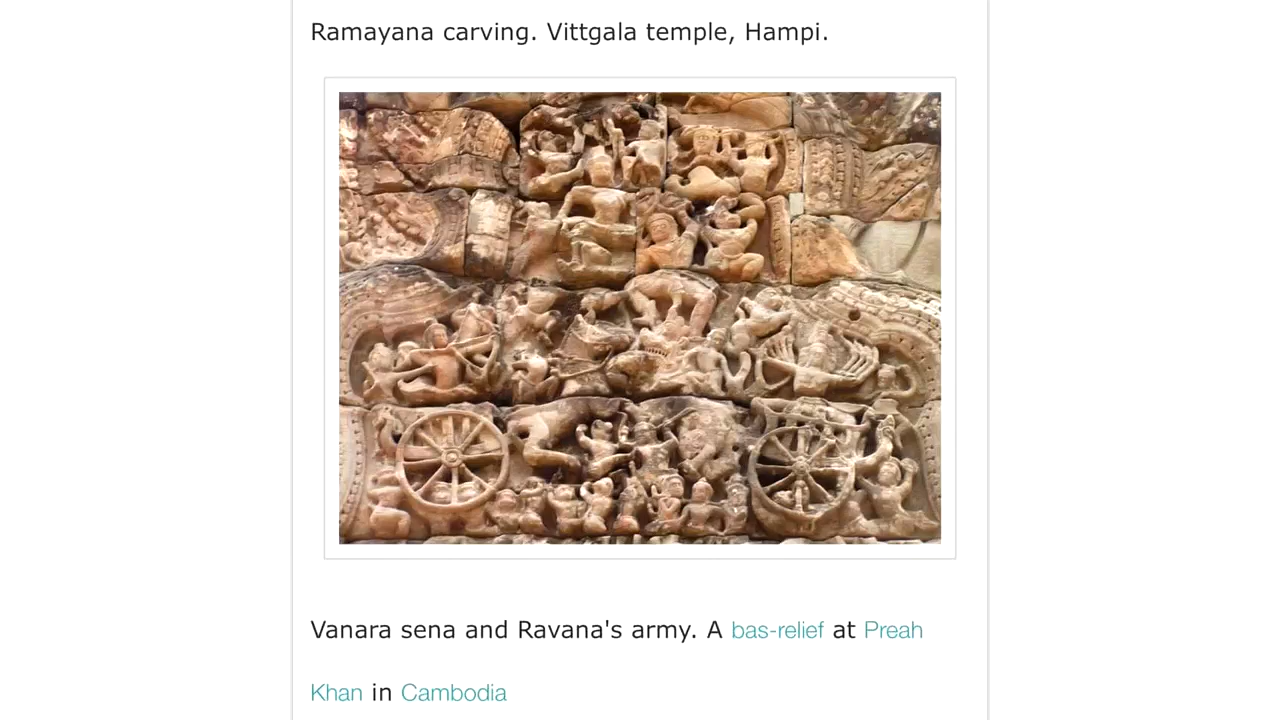 Ramayana carving. Vittgala temple, Hampi.
Vanara sena and Ravana's army. A bas-relief at Preah
Khan in Cambodia